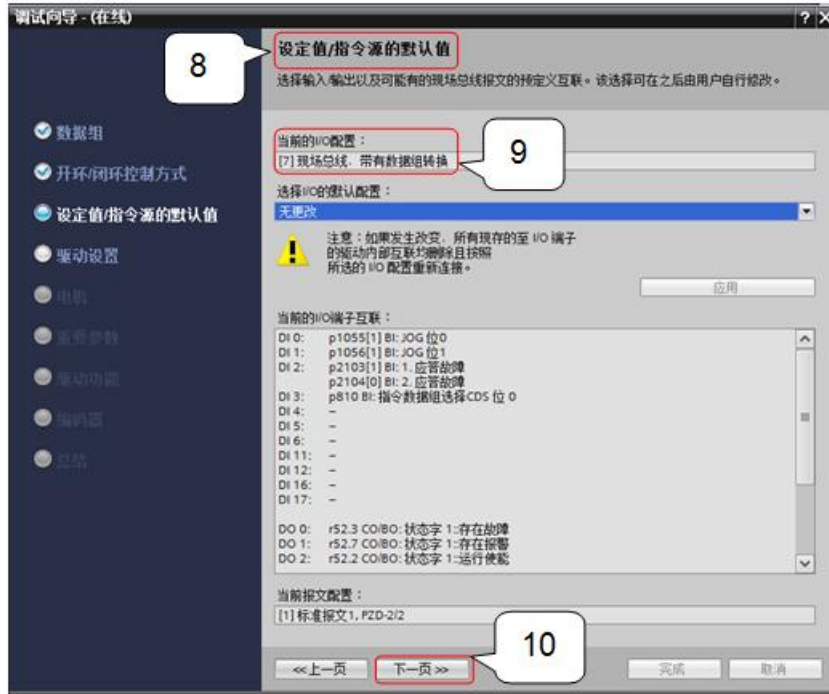 调试向导 - (在线)
? X
8
设定值/指令源的默认值
选择输入/输出以及可能有的现场总线报文的预定义互联。该选择可在之后由用户自行修改。
数据组
开环/闭环控制方式
设定值/指令源的默认值
驱动设置
电机
重要参数
驱动功能
编码器
总结
当前的I/O配置：
[7] 现场总线，带有数据组转换
9
选择I/O的默认配置：
无更改
注意：如果发生改变，所有现存的至 I/O 端子
的驱动内部互联均删除且按照
所选的 I/O 配置重新连接。
应用
当前的I/O端子互联：
DI 0: p1055[1] BI: JOG 位0
DI 1: p1056[1] BI: JOG 位1
DI 2: p2103[1] BI: 1. 应答故障
p2104[0] BI: 2. 应答故障
DI 3: p810 BI: 指令数据组选择CDS 位 0
DI 4: -
DI 5: -
DI 6: -
DI 11: -
DI 12: -
DI 16: -
DI 17: -
DO 0: r52.3 CO/BO: 状态字 1::存在故障
DO 1: r52.7 CO/BO: 状态字 1::存在报警
DO 2: r52.2 CO/BO: 状态字 1::运行使能
当前报文配置：
[1] 标准报文1, PZD-2/2
10
<<上一页
下一页>>
完成
取消